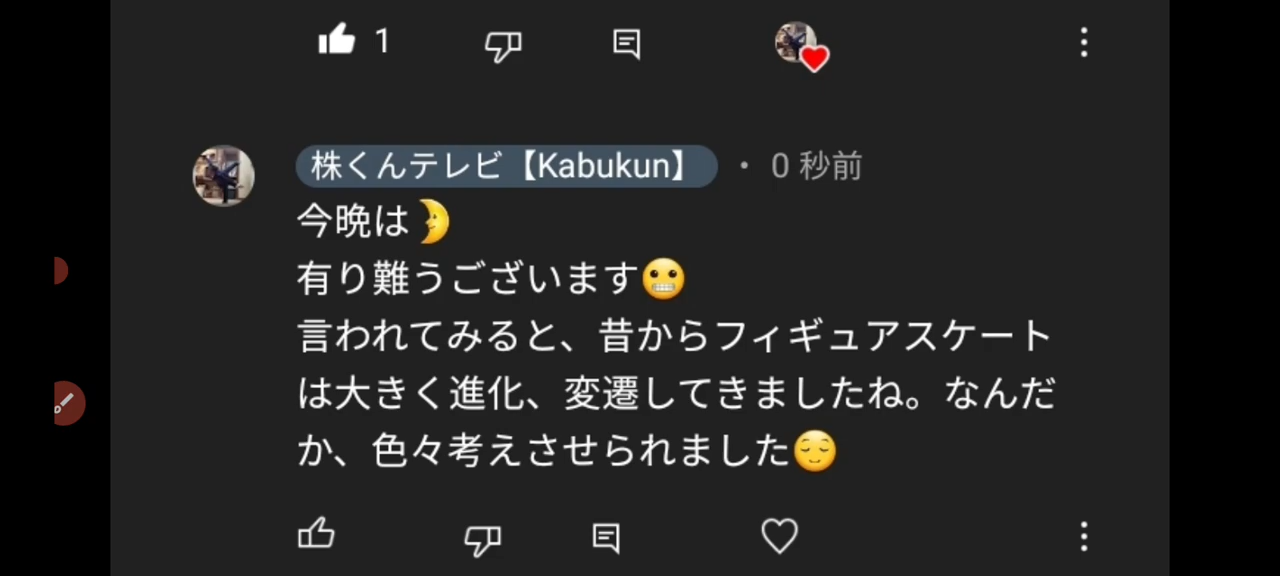 1
株くんテレビ【Kabukun】 ・ 0 秒前
今晩は🌛
有り難うございます😬
言われてみると、昔からフィギュアスケート
は大きく進化、変遷してきましたね。なんだ
か、色々考えさせられました😌